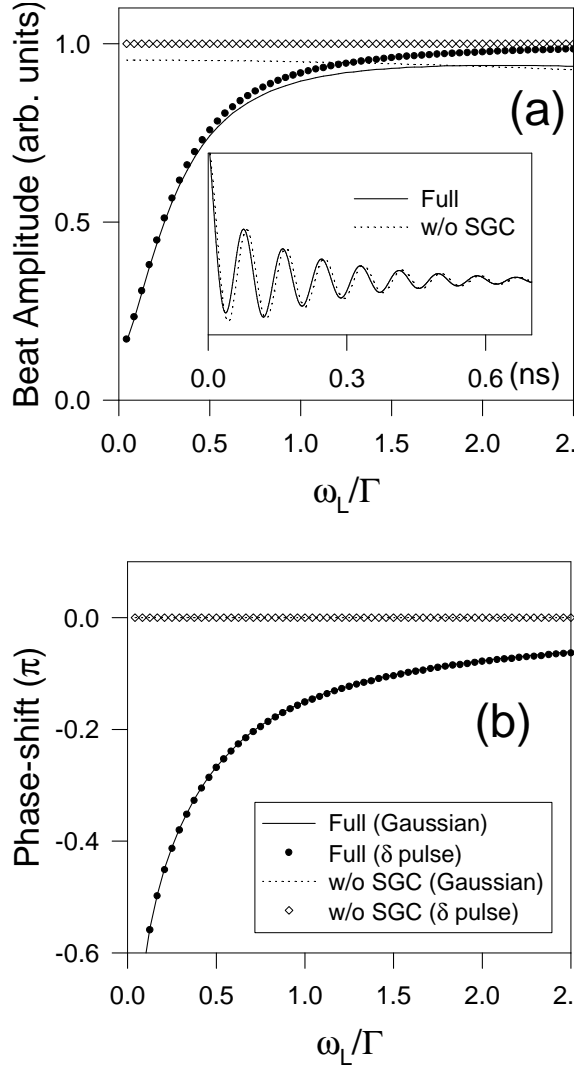 Beat Amplitude (arb. units)
1.0
0.5
0.0
(a)
Full
w/o SGC
0.0 0.3 0.6 (ns)
0.0 0.5 1.0 1.5 2.0 2.
ω_L/Γ
Phase-shift (π)
0.0
-0.2
-0.4
-0.6
(b)
Full (Gaussian)
Full (δ pulse)
w/o SGC (Gaussian)
w/o SGC (δ pulse)
0.0 0.5 1.0 1.5 2.0 2.5
ω_L/Γ